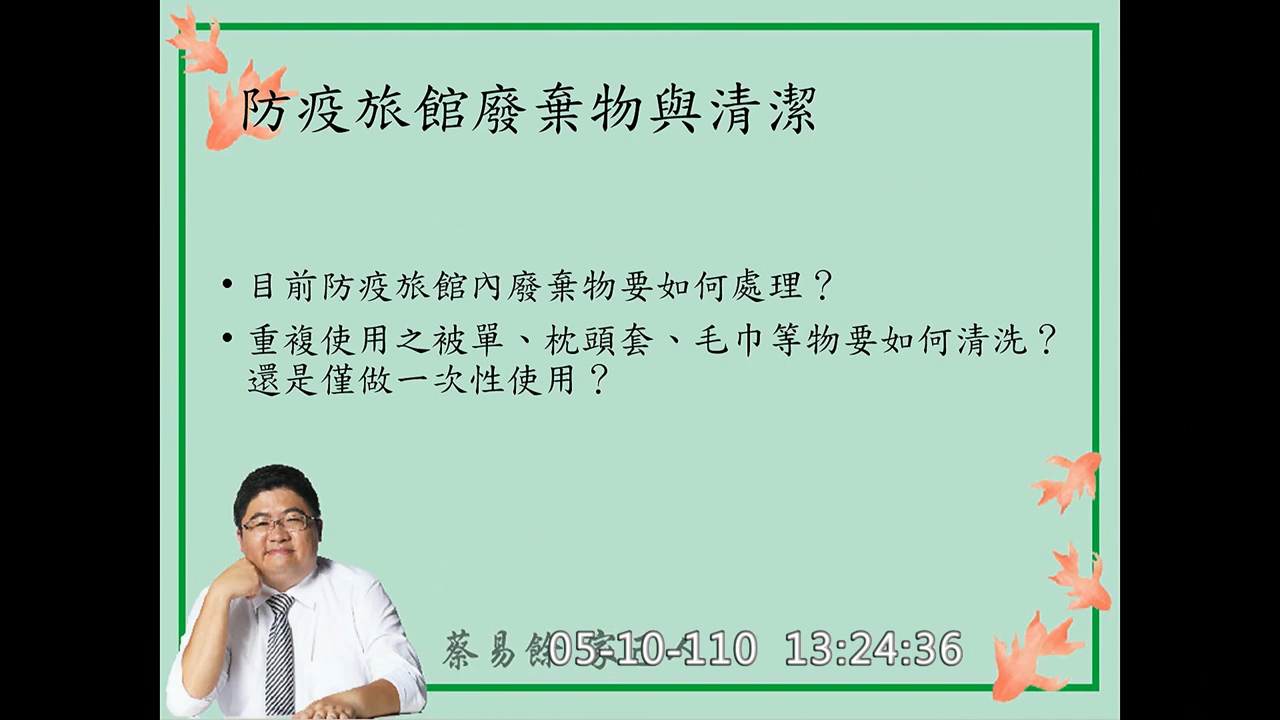 防疫旅館廢棄物與清潔
• 目前防疫旅館內廢棄物要如何處理？
• 重複使用之被單、枕頭套、毛巾等物要如何清洗？
還是僅做一次性使用？
蔡易餘
05-10-110 13:24:36